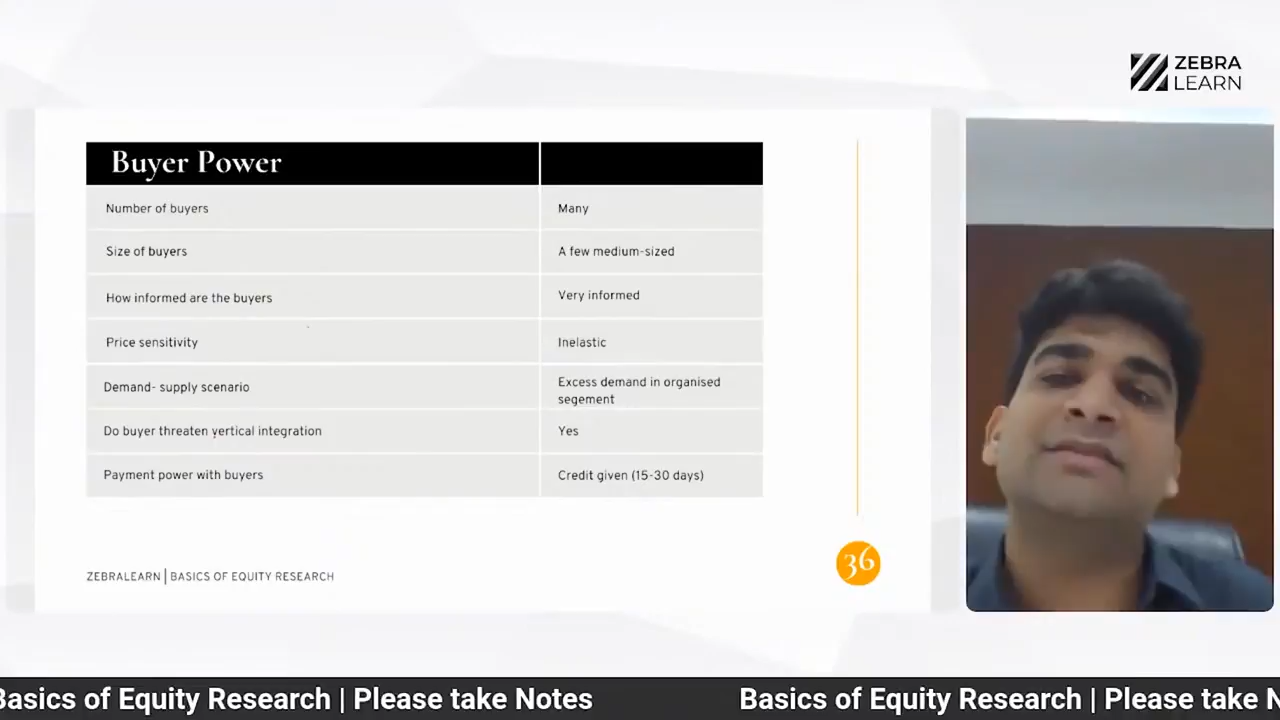 ZEBRA
LEARN
Buyer Power
Number of buyers
Many
Size of buyers
A few medium-sized
How informed are the buyers
Very informed
Price sensitivity
Inelastic
Demand- supply scenario
Excess demand in organised
segement
Do buyer threaten vertical integration
Yes
Payment power with buyers
Credit given (15-30 days)
36
ZEBRALEARN | BASICS OF EQUITY RESEARCH
Basics of Equity Research | Please take Notes
Basics of Equity Research | Please take N